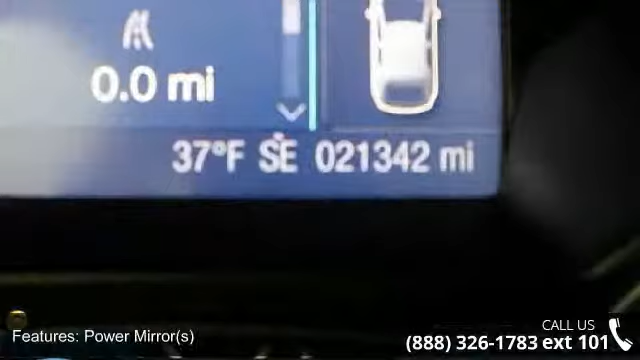 0.0 mi
37°F SE 021342 mi
Features: Power Mirror(s)
CALL US
(888) 326-1783 ext 101